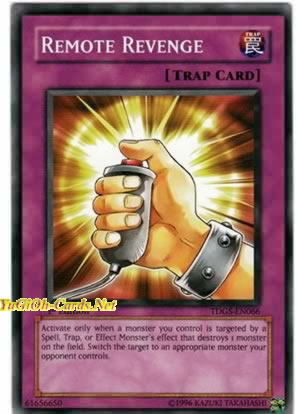 REMOTE REVENGE
TRAP
罠
[TRAP CARD]
TDGS-EN066
YuGiOh-Cards.Net
Activate only when a monster you control is targeted by a
Spell, Trap, or Effect Monster's effect that destroys 1 monster
on the field. Switch the target to an appropriate monster your
opponent controls.
61656650
©1996 KAZUKI TAKAHASHI